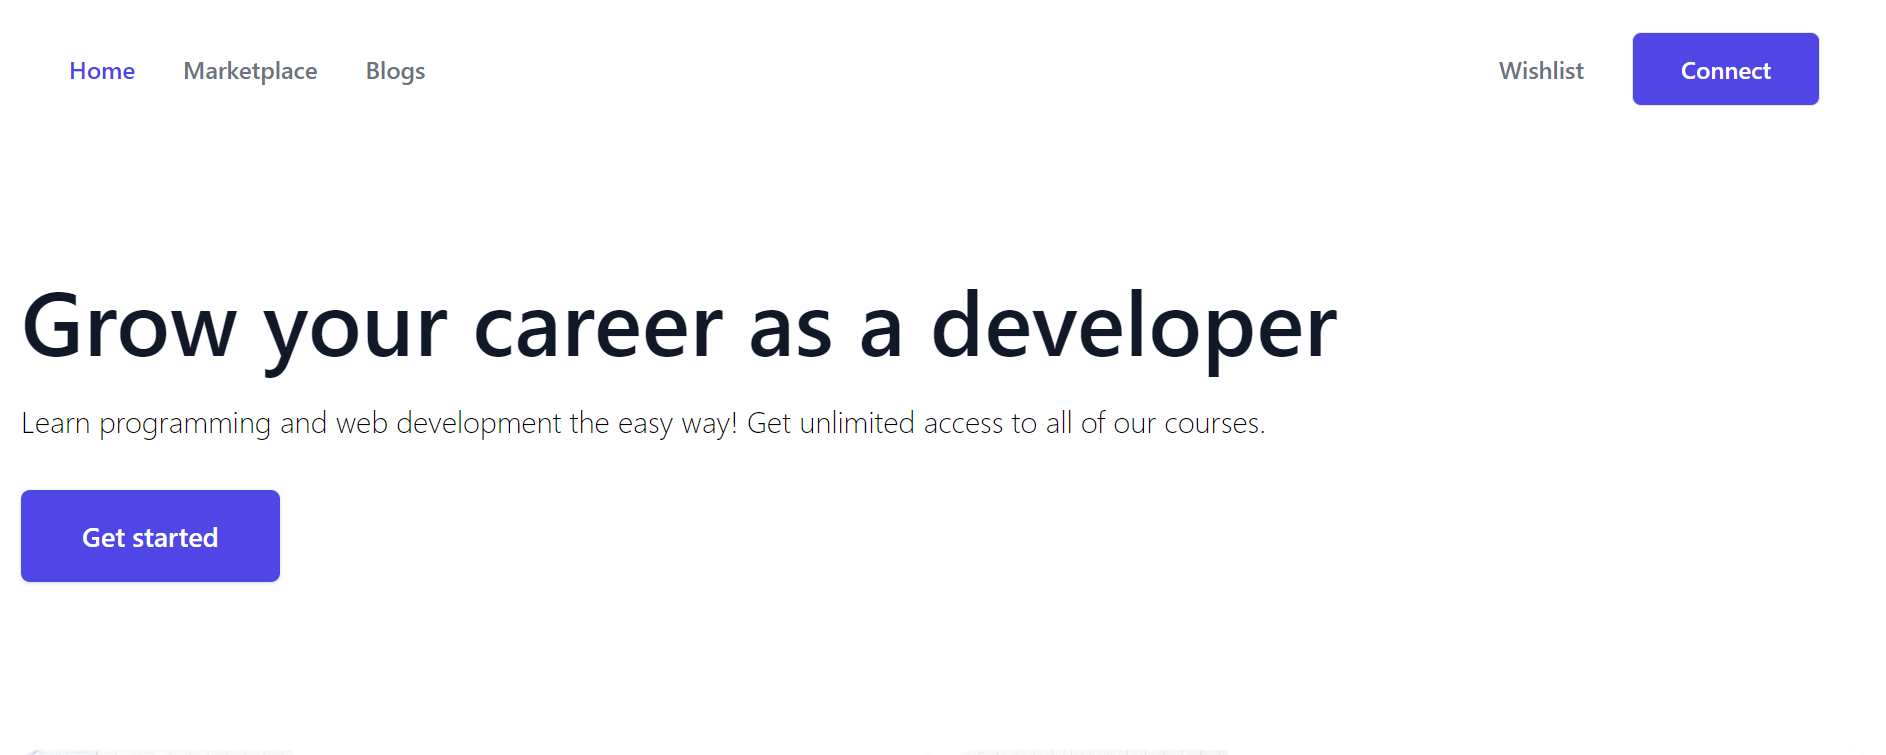 Home Marketplace Blogs Wishlist Connect
Grow your career as a developer
Learn programming and web development the easy way! Get unlimited access to all of our courses.
Get started